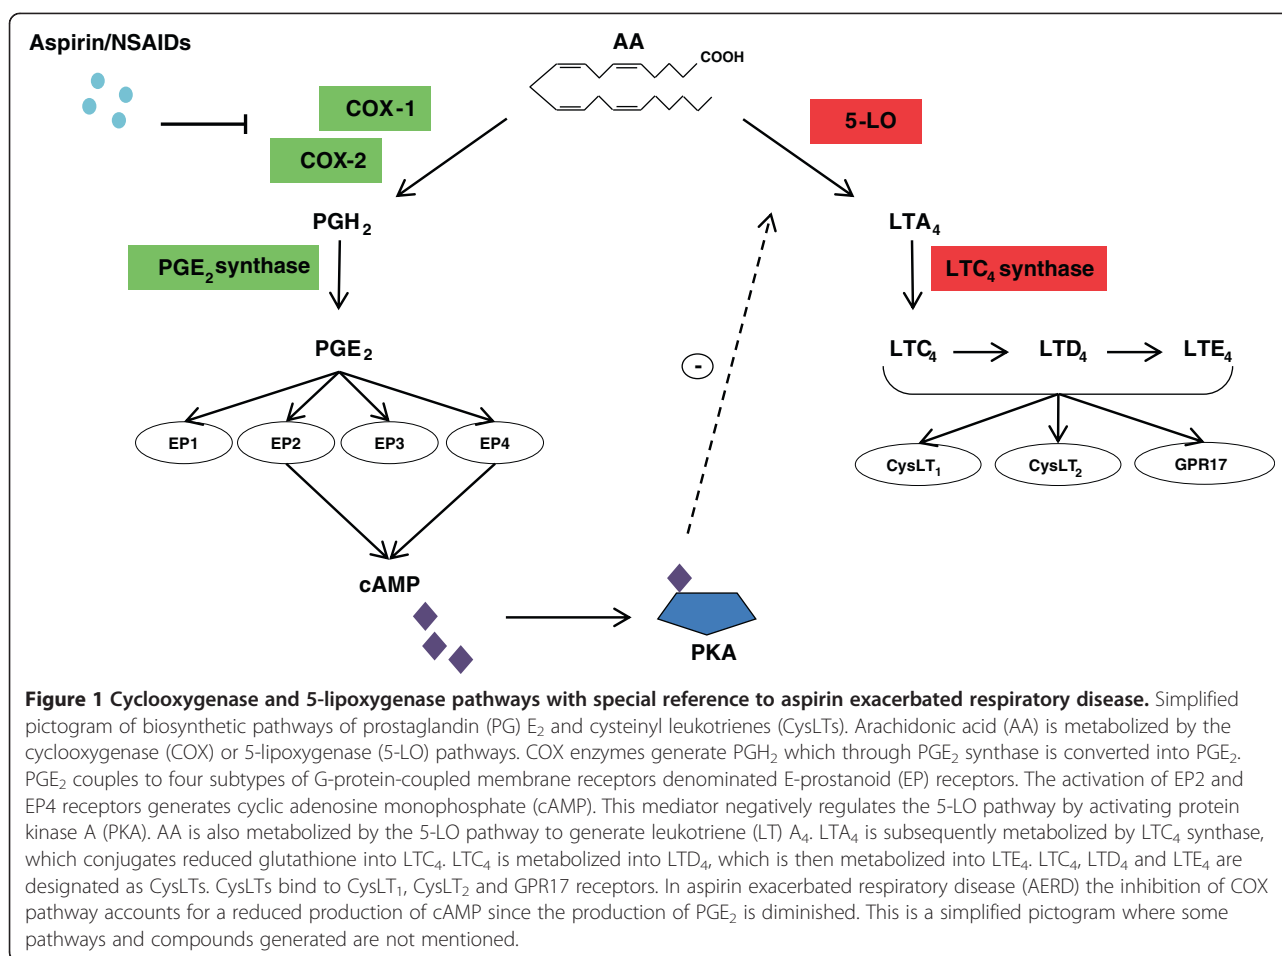 Aspirin/NSAIDs
AA
COOH
COX-1
COX-2
5-LO
PGH2
LTA4
PGE2 synthase
LTC4 synthase
PGE2
LTC4
LTD4
LTE4
-
EP1
EP2
EP3
EP4
CysLT1
CysLT2
GPR17
cAMP
PKA
Figure 1 Cyclooxygenase and 5-lipoxygenase pathways with special reference to aspirin exacerbated respiratory disease. Simplified
pictogram of biosynthetic pathways of prostaglandin (PG) E2 and cysteinyl leukotrienes (CysLTs). Arachidonic acid (AA) is metabolized by the
cyclooxygenase (COX) or 5-lipoxygenase (5-LO) pathways. COX enzymes generate PGH2 which through PGE2 synthase is converted into PGE2.
PGE2 couples to four subtypes of G-protein-coupled membrane receptors denominated E-prostanoid (EP) receptors. The activation of EP2 and
EP4 receptors generates cyclic adenosine monophosphate (cAMP). This mediator negatively regulates the 5-LO pathway by activating protein
kinase A (PKA). AA is also metabolized by the 5-LO pathway to generate leukotriene (LT) A4. LTA4 is subsequently metabolized by LTC4 synthase,
which conjugates reduced glutathione into LTC4. LTC4 is metabolized into LTD4, which is then metabolized into LTE4. LTC4, LTD4 and LTE4 are
designated as CysLTs. CysLTs bind to CysLT1, CysLT2 and GPR17 receptors. In aspirin exacerbated respiratory disease (AERD) the inhibition of COX
pathway accounts for a reduced production of cAMP since the production of PGE2 is diminished. This is a simplified pictogram where some
pathways and compounds generated are not mentioned.